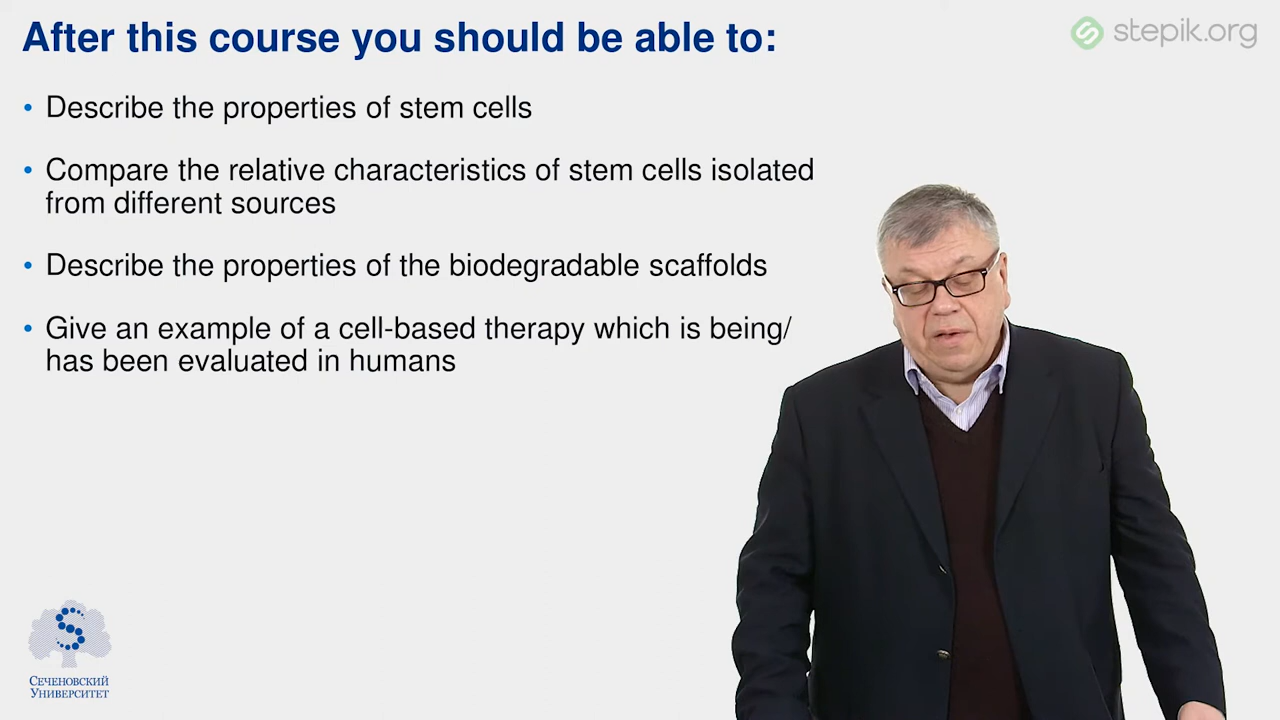 After this course you should be able to:
stepik.org
• Describe the properties of stem cells
• Compare the relative characteristics of stem cells isolated
from different sources
• Describe the properties of the biodegradable scaffolds
• Give an example of a cell-based therapy which is being/
has been evaluated in humans
Сеченовский
Университет